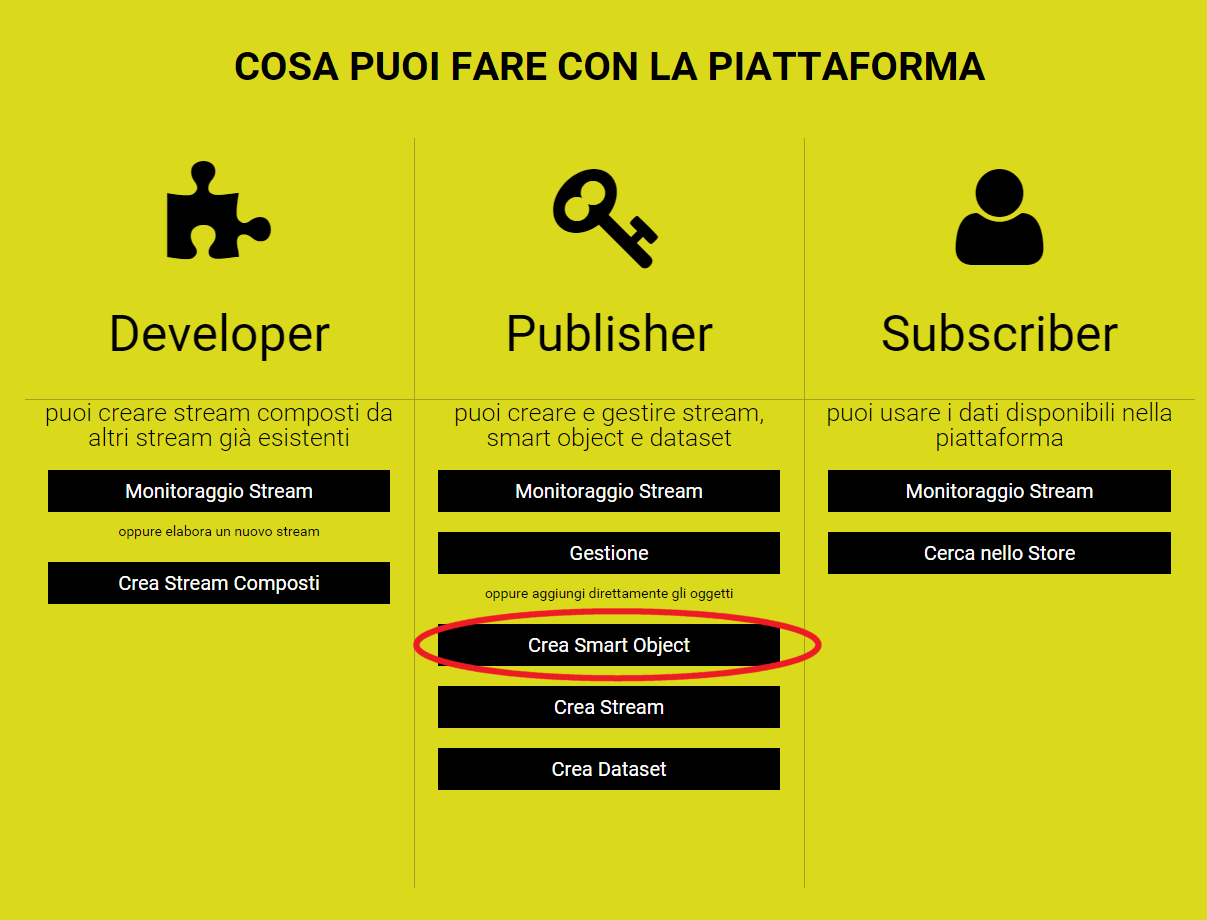 COSA PUOI FARE CON LA PIATTAFORMA
Developer
puoi creare stream composti da
altri stream già esistenti
Monitoraggio Stream
oppure elabora un nuovo stream
Crea Stream Composti
Publisher
puoi creare e gestire stream,
smart object e dataset
Monitoraggio Stream
Gestione
oppure aggiungi direttamente gli oggetti
Crea Smart Object
Crea Stream
Crea Dataset
Subscriber
puoi usare i dati disponibili nella
piattaforma
Monitoraggio Stream
Cerca nello Store